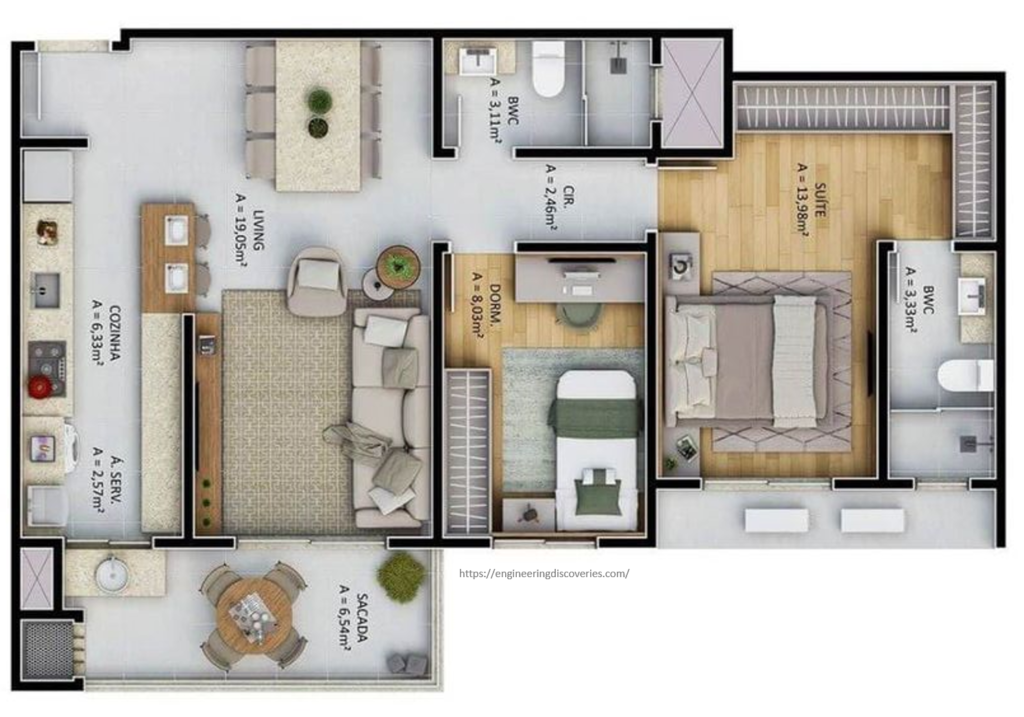 BWC
A = 3,11m²
CIR.
A = 2,46m²
SUÍTE
A = 13,98m²
LIVING
A = 19,05m²
DORM.
A = 8,03m²
BWC
A = 3,33m²
COZINHA
A = 6,33m²
Á. SERV.
A = 2,57m²
SACADA
A = 6,54m²
https://engineeringdiscoveries.com/